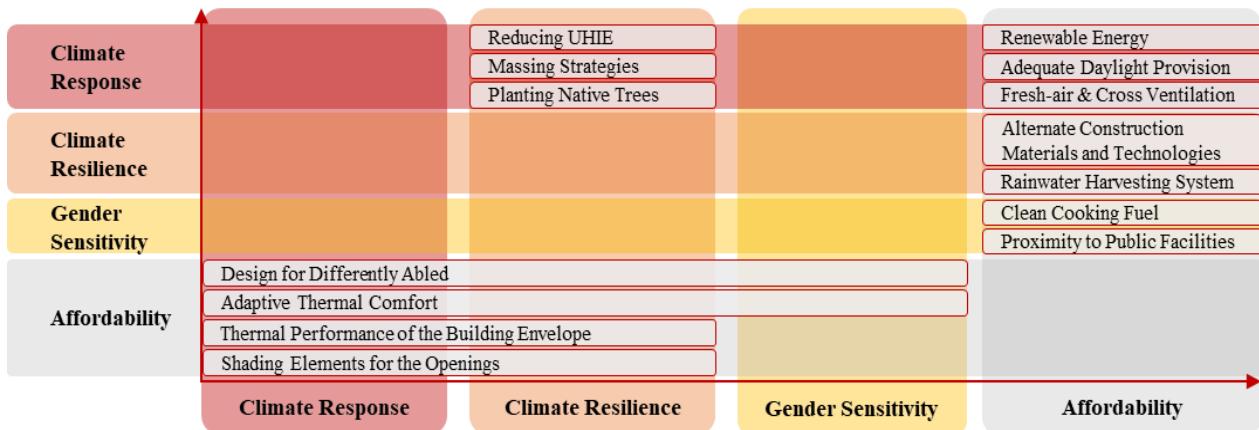 Climate
Response
Reducing UHIE
Massing Strategies
Planting Native Trees
Renewable Energy
Adequate Daylight Provision
Fresh-air & Cross Ventilation
Climate
Resilience
Alternate Construction
Materials and Technologies
Rainwater Harvesting System
Gender
Sensitivity
Clean Cooking Fuel
Proximity to Public Facilities
Affordability
Design for Differently Abled
Adaptive Thermal Comfort
Thermal Performance of the Building Envelope
Shading Elements for the Openings
Climate Response
Climate Resilience
Gender Sensitivity
Affordability